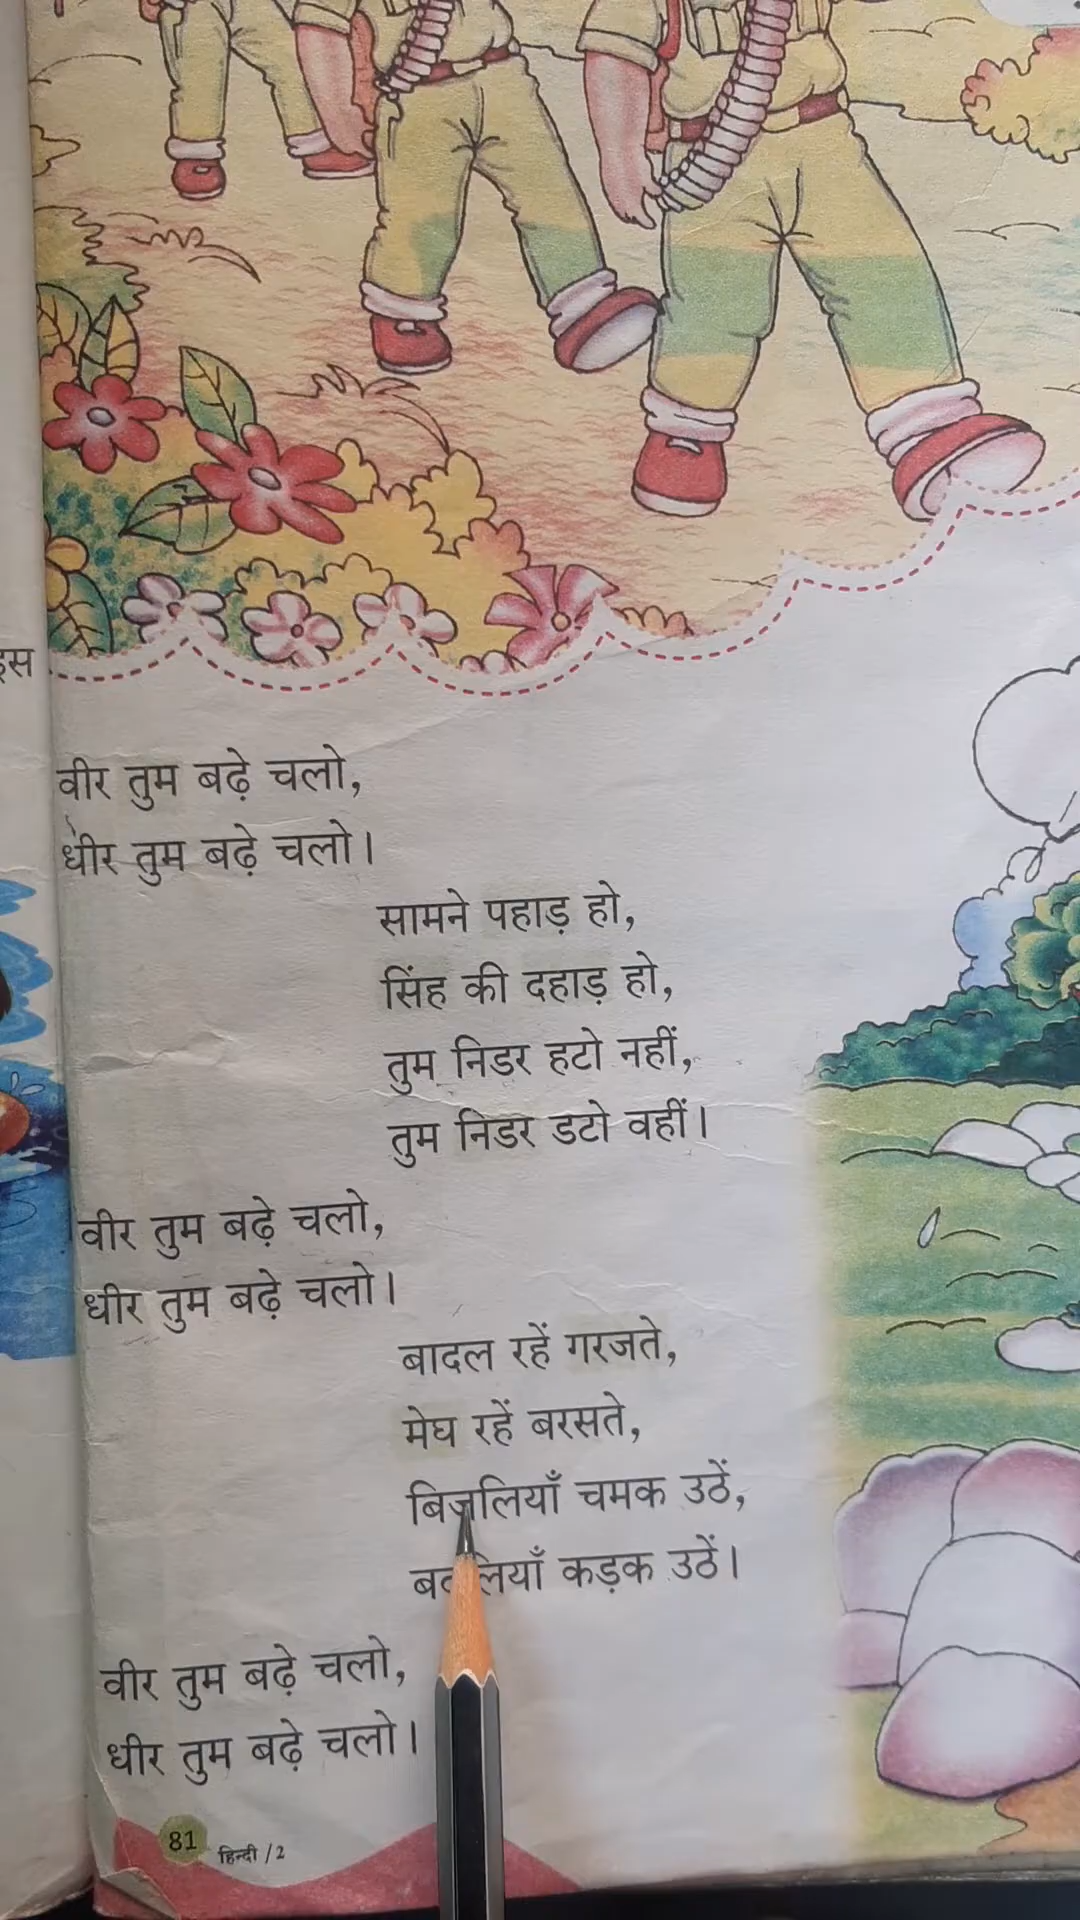 इस
वीर तुम बढ़े चलो,
धीर तुम बढ़े चलो।
सामने पहाड़ हो,
सिंह की दहाड़ हो,
तुम निडर हटो नहीं,
तुम निडर डटो वहीं।
वीर तुम बढ़े चलो,
धीर तुम बढ़े चलो।
बादल रहें गरजते,
मेघ रहें बरसते,
बिजलियाँ चमक उठें,
कड़क उठें।
वीर तुम बढ़े चलो,
धीर तुम बढ़े चलो।
81 हिन्दी / 2